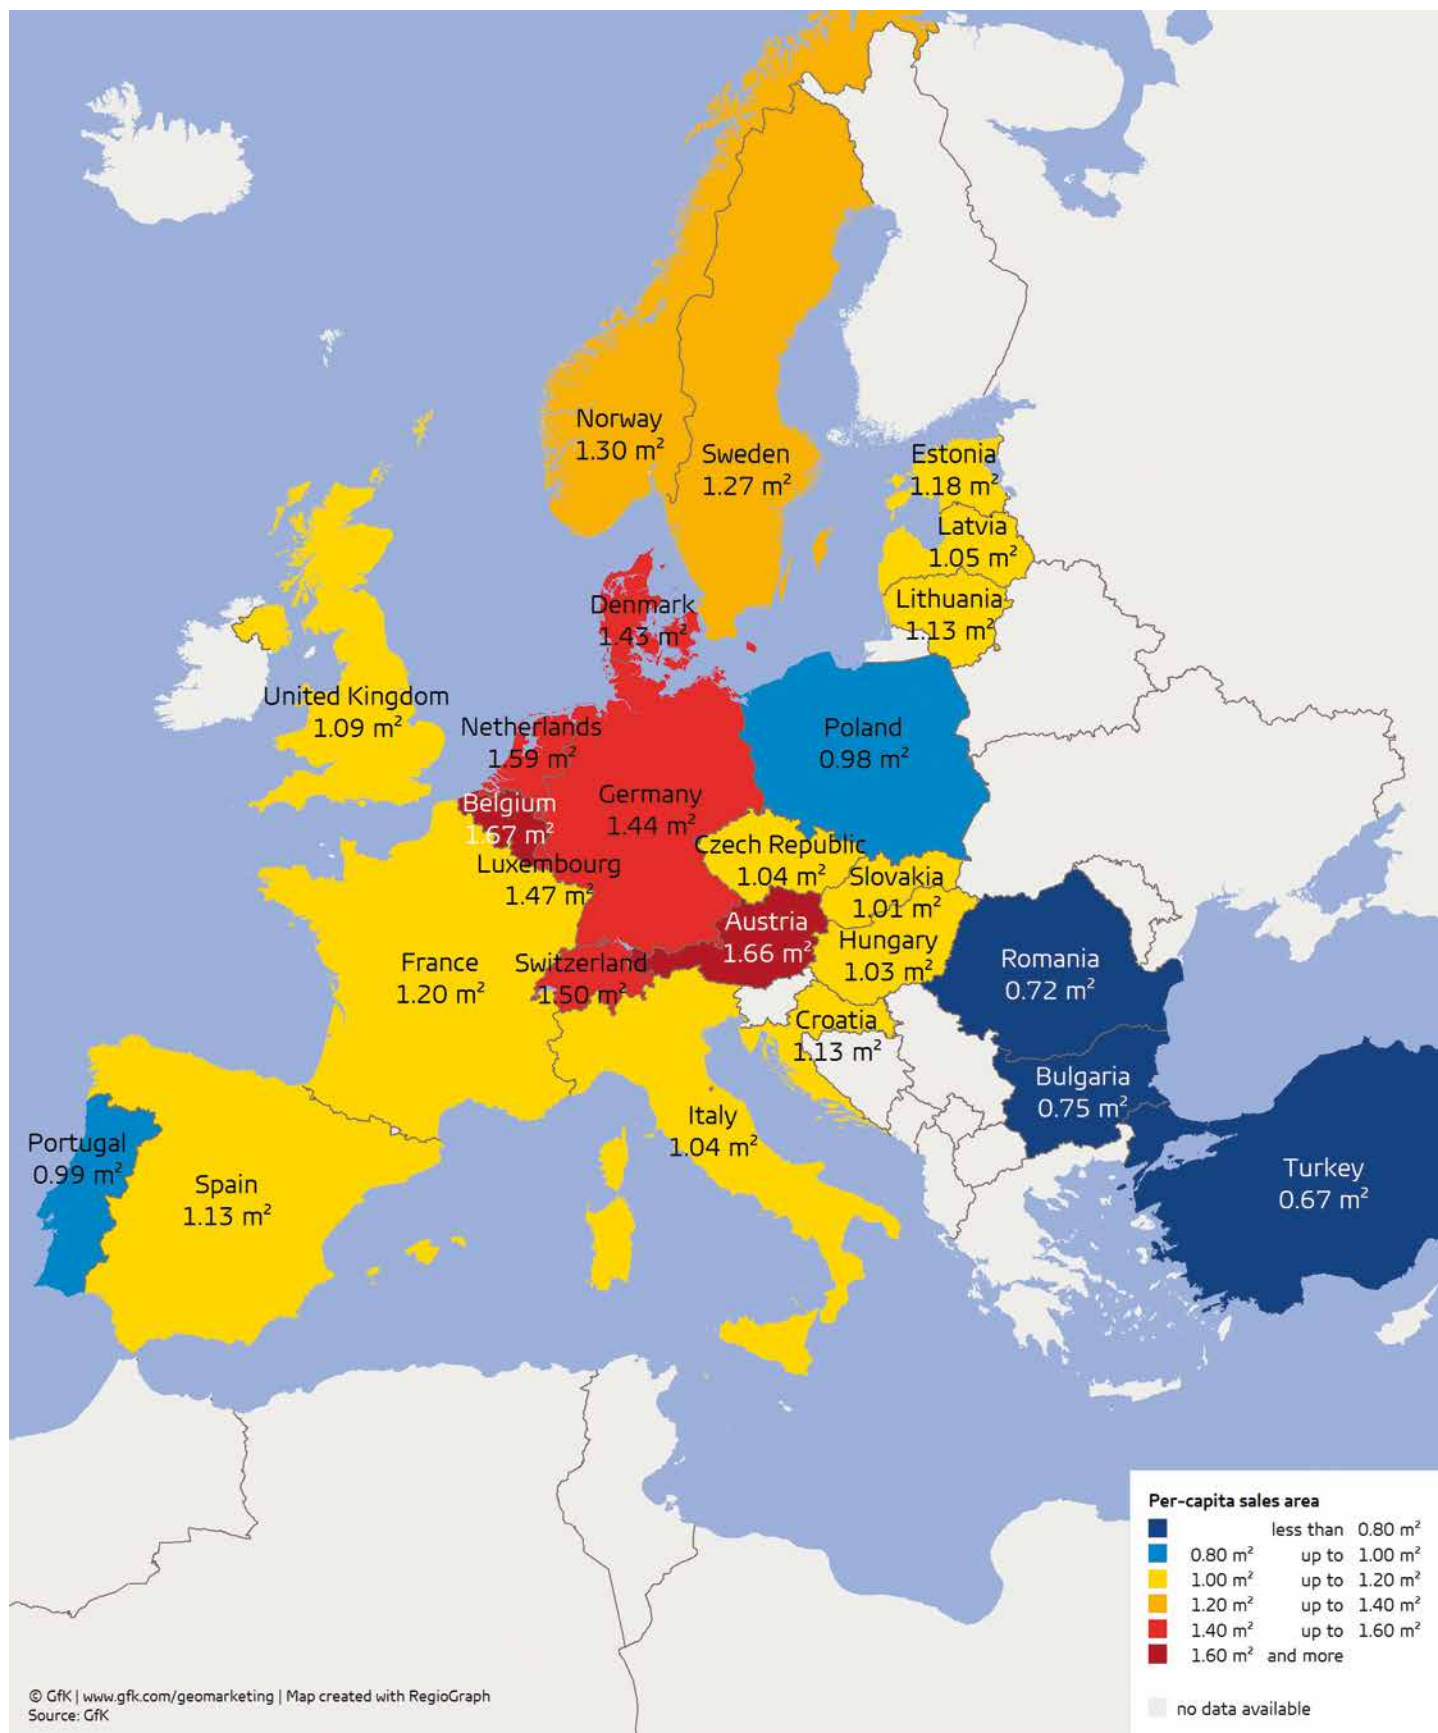 Norway
1.30 m²
Sweden
1.27 m²
Estonia
1.18 m²
Latvia
1.05 m²
Lithuania
1.13 m²
Denmark
1.43 m²
United Kingdom
1.09 m²
Netherlands
1.59 m²
Poland
0.98 m²
Belgium
1.67 m²
Germany
1.44 m²
Czech Republic
1.04 m²
Luxembourg
1.47 m²
Slovakia
1.01 m²
Austria
1.66 m²
Hungary
1.03 m²
France
1.20 m²
Switzerland
1.50 m²
Romania
0.72 m²
Croatia
1.13 m²
Bulgaria
0.75 m²
Italy
1.04 m²
Portugal
0.99 m²
Spain
1.13 m²
Turkey
0.67 m²
Per-capita sales area
less than 0.80 m²
0.80 m² up to 1.00 m²
1.00 m² up to 1.20 m²
1.20 m² up to 1.40 m²
1.40 m² up to 1.60 m²
1.60 m² and more
no data available
© GfK | www.gfk.com/geomarketing | Map created with RegioGraph
Source: GfK